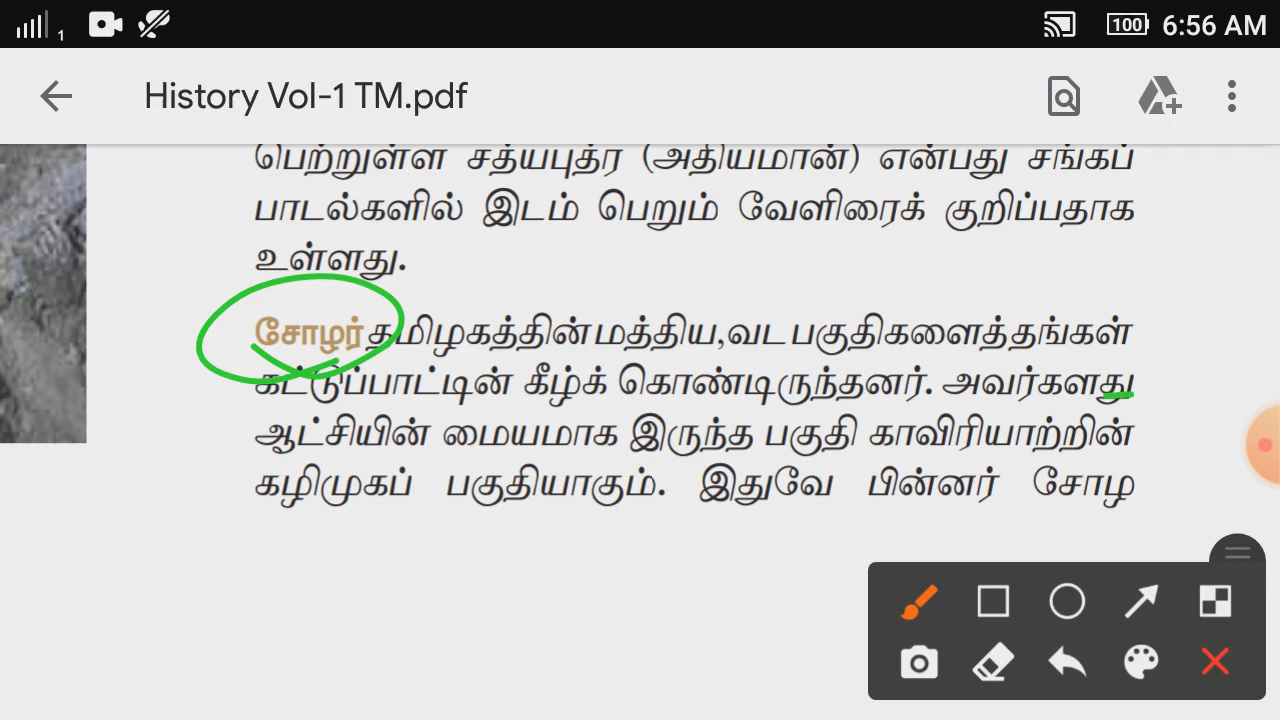 1 100 6:56 AM
History Vol-1 TM.pdf
பெற்றுள்ள சத்யபுத்ர (அதியமான்) என்பது சங்கப்
பாடல்களில் இடம் பெறும் வேளிரைக் குறிப்பதாக
உள்ளது.
சோழர் தமிழகத்தின் மத்திய, வட பகுதிகளைத் தங்கள்
கட்டுப்பாட்டின் கீழ்க் கொண்டிருந்தனர். அவர்களது
ஆட்சியின் மையமாக இருந்த பகுதி காவிரியாற்றின்
கழிமுகப் பகுதியாகும். இதுவே பின்னர் சோழ